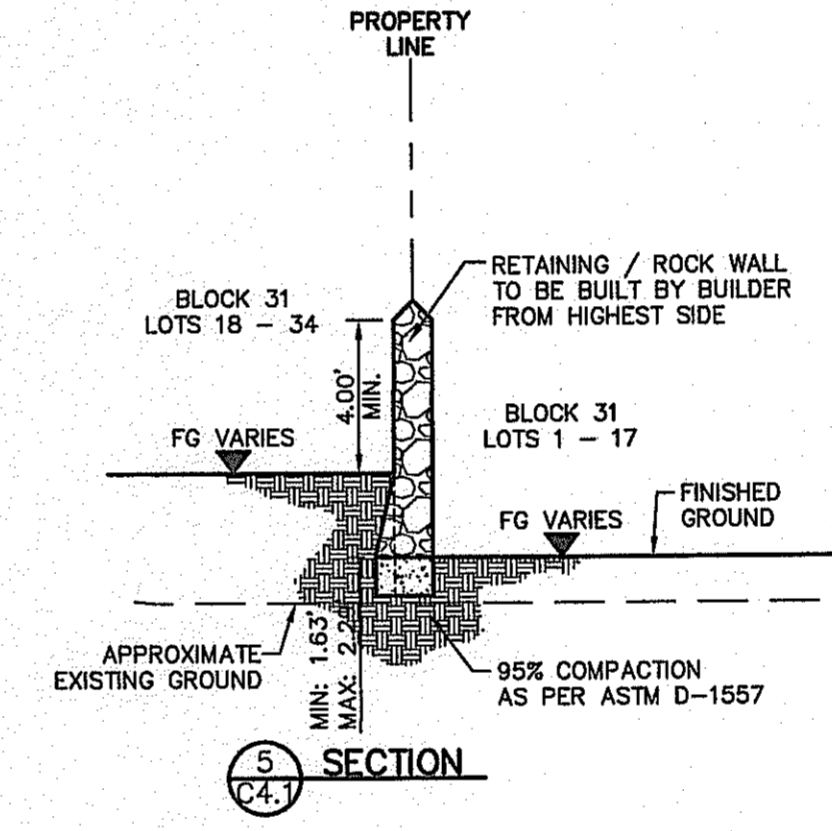 PROPERTY
LINE
RETAINING / ROCK WALL
TO BE BUILT BY BUILDER
FROM HIGHEST SIDE
BLOCK 31
LOTS 18 - 34
4.00'
MIN.
BLOCK 31
LOTS 1 - 17
FG VARIES
FINISHED
GROUND
FG VARIES
APPROXIMATE
EXISTING GROUND
MIN: 1.63'
MAX:
95% COMPACTION
AS PER ASTM D-1557
5
C4.1
SECTION